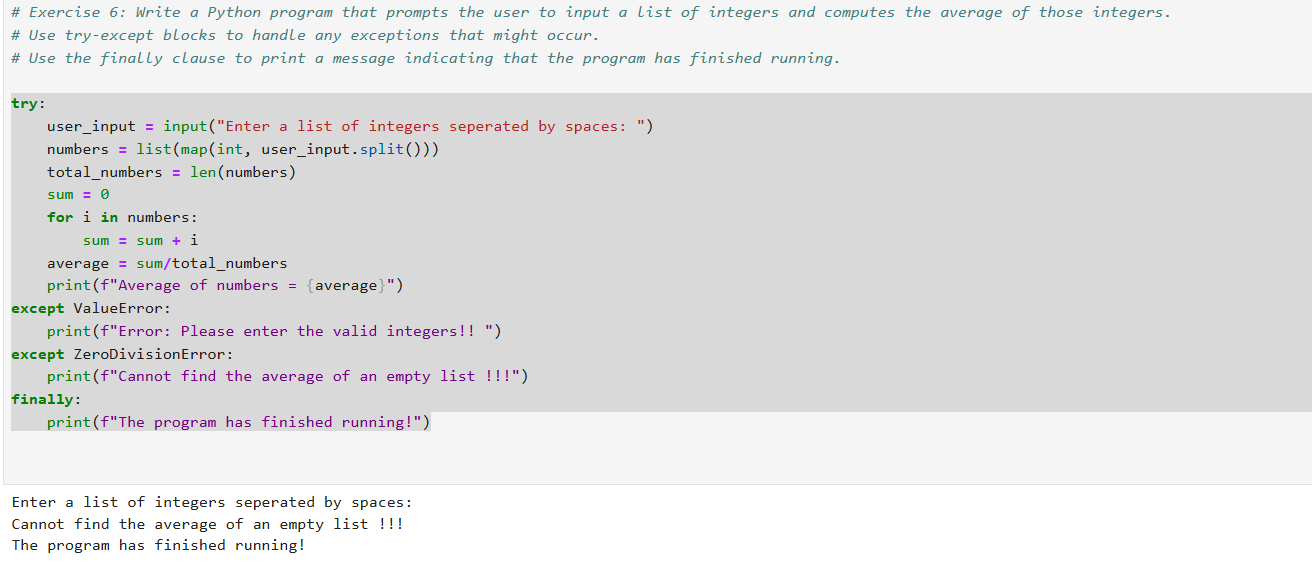 # Exercise 6: Write a Python program that prompts the user to input a list of integers and computes the average of those integers.
# Use try-except blocks to handle any exceptions that might occur.
# Use the finally clause to print a message indicating that the program has finished running.
try:
    user_input = input("Enter a list of integers seperated by spaces: ")
    numbers = list(map(int, user_input.split()))
    total_numbers = len(numbers)
    sum = 0
    for i in numbers:
        sum = sum + i
    average = sum/total_numbers
    print(f"Average of numbers = {average}")
except ValueError:
    print(f"Error: Please enter the valid integers!! ")
except ZeroDivisionError:
    print(f"Cannot find the average of an empty list !!!")
finally:
    print(f"The program has finished running!")
Enter a list of integers seperated by spaces:
Cannot find the average of an empty list !!!
The program has finished running!